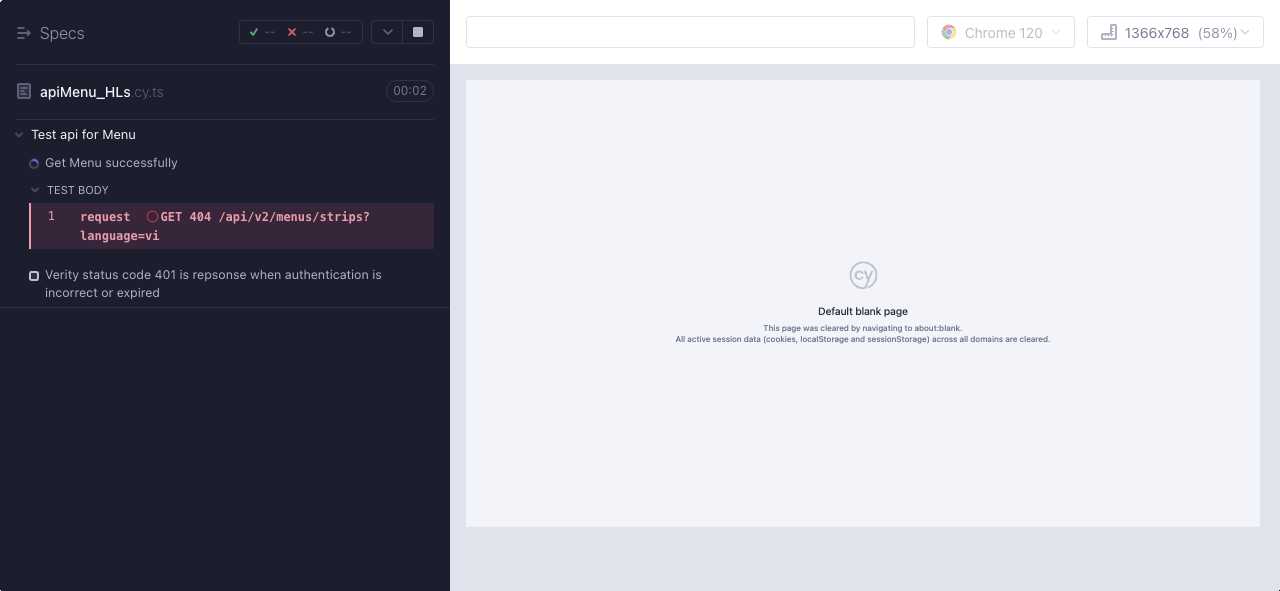 Specs
-- -- --
Chrome 120
1366x768 (58%)
apiMenu_HLs.cy.ts
00:02
Test api for Menu
Get Menu successfully
TEST BODY
1 request GET 404 /api/v2/menus/strips?
language=vi
Verity status code 401 is repsonse when authentication is
incorrect or expired
cy
Default blank page
This page was cleared by navigating to about:blank.
All active session data (cookies, localStorage and sessionStorage) across all domains are cleared.